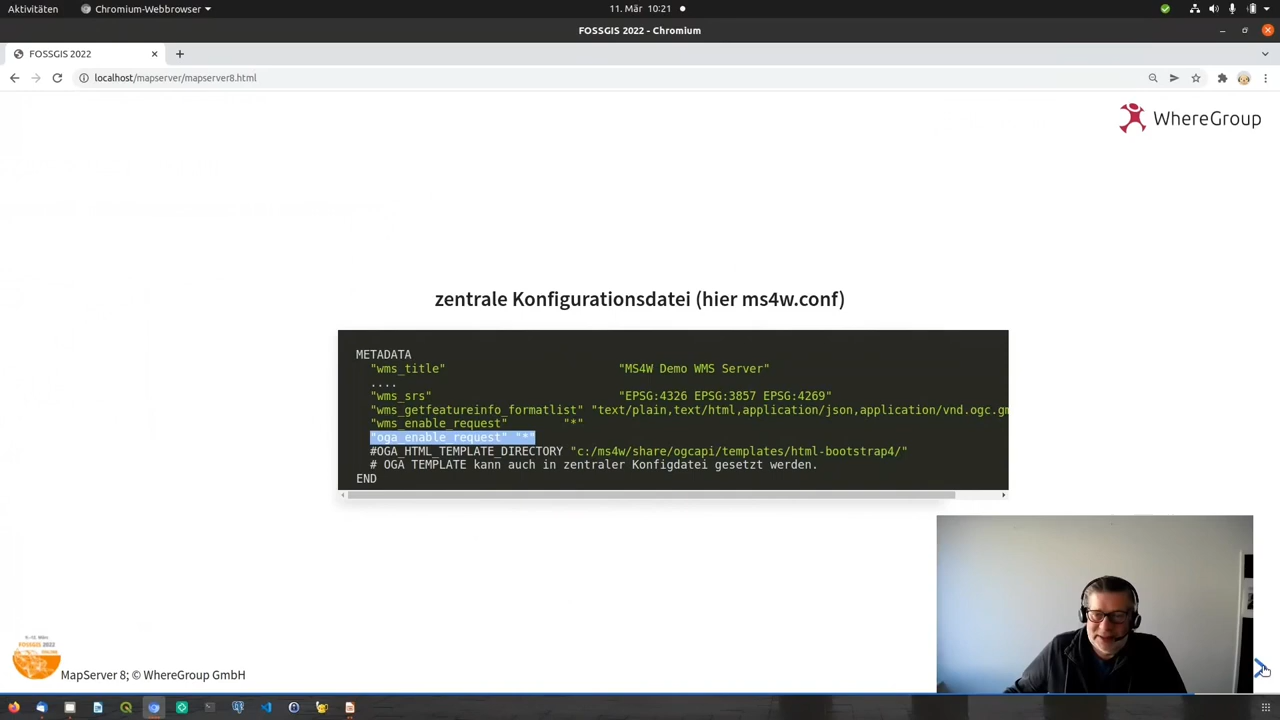 Aktivitäten
Chromium-Webbrowser
11. Mär 10:21
FOSSGIS 2022 - Chromium
FOSSGIS 2022
localhost/mapserver/mapserver8.html
WhereGroup
zentrale Konfigurationsdatei (hier ms4w.conf)
METADATA
"wms_title" "MS4W Demo WMS Server"
....
"wms_srs" "EPSG:4326 EPSG:3857 EPSG:4269"
"wms_getfeatureinfo_formatlist" "text/plain,text/html,application/json,application/vnd.ogc.gm
"wms_enable_request" "*"
"oga_enable_request" "*"
#OGA_HTML_TEMPLATE_DIRECTORY "c:/ms4w/share/ogcapi/templates/html-bootstrap4/"
# OGA TEMPLATE kann auch in zentraler Konfigdatei gesetzt werden.
END
FOSSGIS 2022
MapServer 8; © WhereGroup GmbH